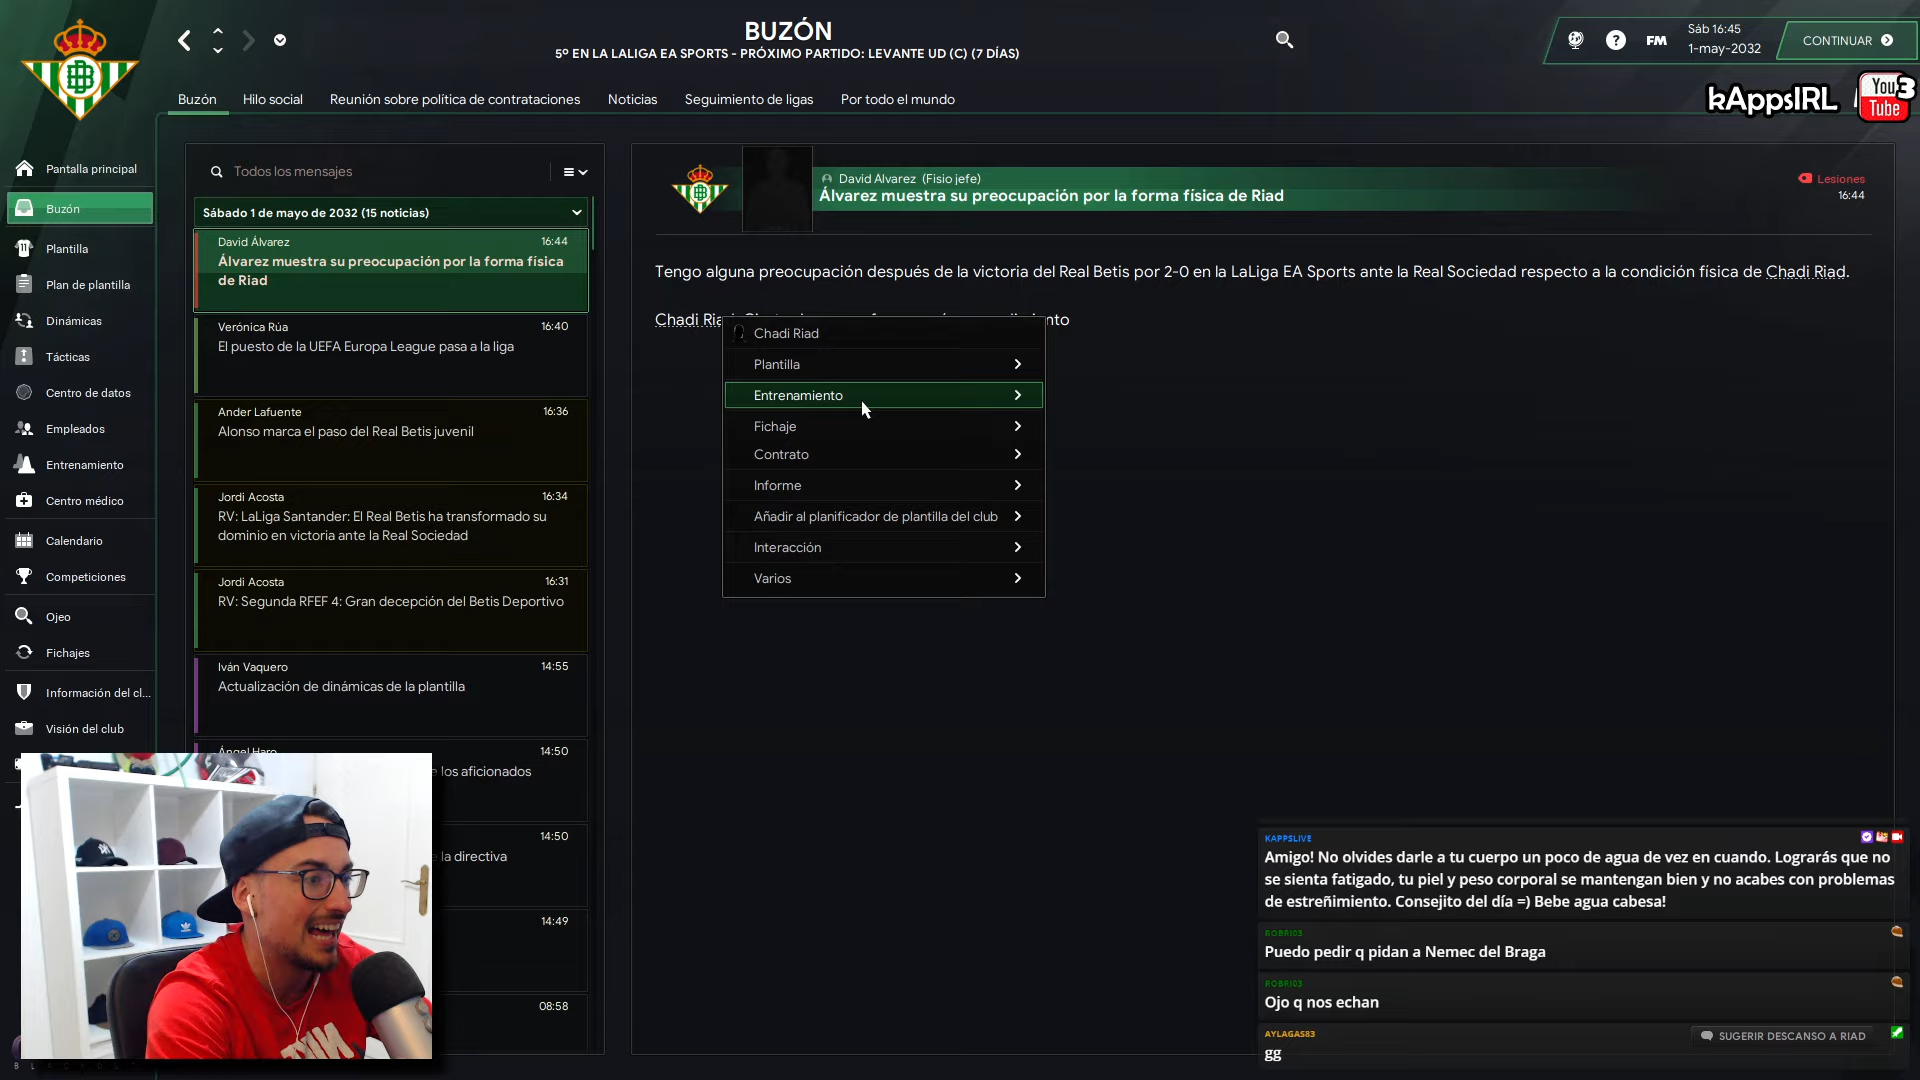 BUZÓN
5º EN LA LALIGA EA SPORTS - PRÓXIMO PARTIDO: LEVANTE UD (C) (7 DÍAS)
FM
Sáb 16:45
1-may-2032
CONTINUAR
Buzón
Hilo social
Reunión sobre política de contrataciones
Noticias
Seguimiento de ligas
Por todo el mundo
kAppsIRL
You3
Tube
Pantalla principal
Buzón
Plantilla
Plan de plantilla
Dinámicas
Tácticas
Centro de datos
Empleados
Entrenamiento
Centro médico
Calendario
Competiciones
Ojeo
Fichajes
Información del cl...
Visión del club
Todos los mensajes
Sábado 1 de mayo de 2032 (15 noticias)
David Álvarez 16:44
Álvarez muestra su preocupación por la forma física
de Riad
Verónica Rúa 16:40
El puesto de la UEFA Europa League pasa a la liga
Ander Lafuente 16:36
Alonso marca el paso del Real Betis juvenil
Jordi Acosta 16:34
RV: LaLiga Santander: El Real Betis ha transformado su
dominio en victoria ante la Real Sociedad
Jordi Acosta 16:31
RV: Segunda RFEF 4: Gran decepción del Betis Deportivo
Iván Vaquero 14:55
Actualización de dinámicas de la plantilla
Ángel Haro 14:50
e los aficionados
14:50
e la directiva
14:49
08:58
David Álvarez (Fisio jefe)
Álvarez muestra su preocupación por la forma física de Riad
Lesiones
16:44
Tengo alguna preocupación después de la victoria del Real Betis por 2-0 en la LaLiga EA Sports ante la Real Sociedad respecto a la condición física de Chadi Riad.
Chadi Ria
nto
Chadi Riad
Plantilla
Entrenamiento
Fichaje
Contrato
Informe
Añadir al planificador de plantilla del club
Interacción
Varios
KAPPSLIVE
Amigo! No olvides darle a tu cuerpo un poco de agua de vez en cuando. Lograrás que no
se sienta fatigado, tu piel y peso corporal se mantengan bien y no acabes con problemas
de estreñimiento. Consejito del día =) Bebe agua cabesa!
ROBRI03
Puedo pedir q pidan a Nemec del Braga
ROBRI03
Ojo q nos echan
AYLAGAS83
gg
SUGERIR DESCANSO A RIAD